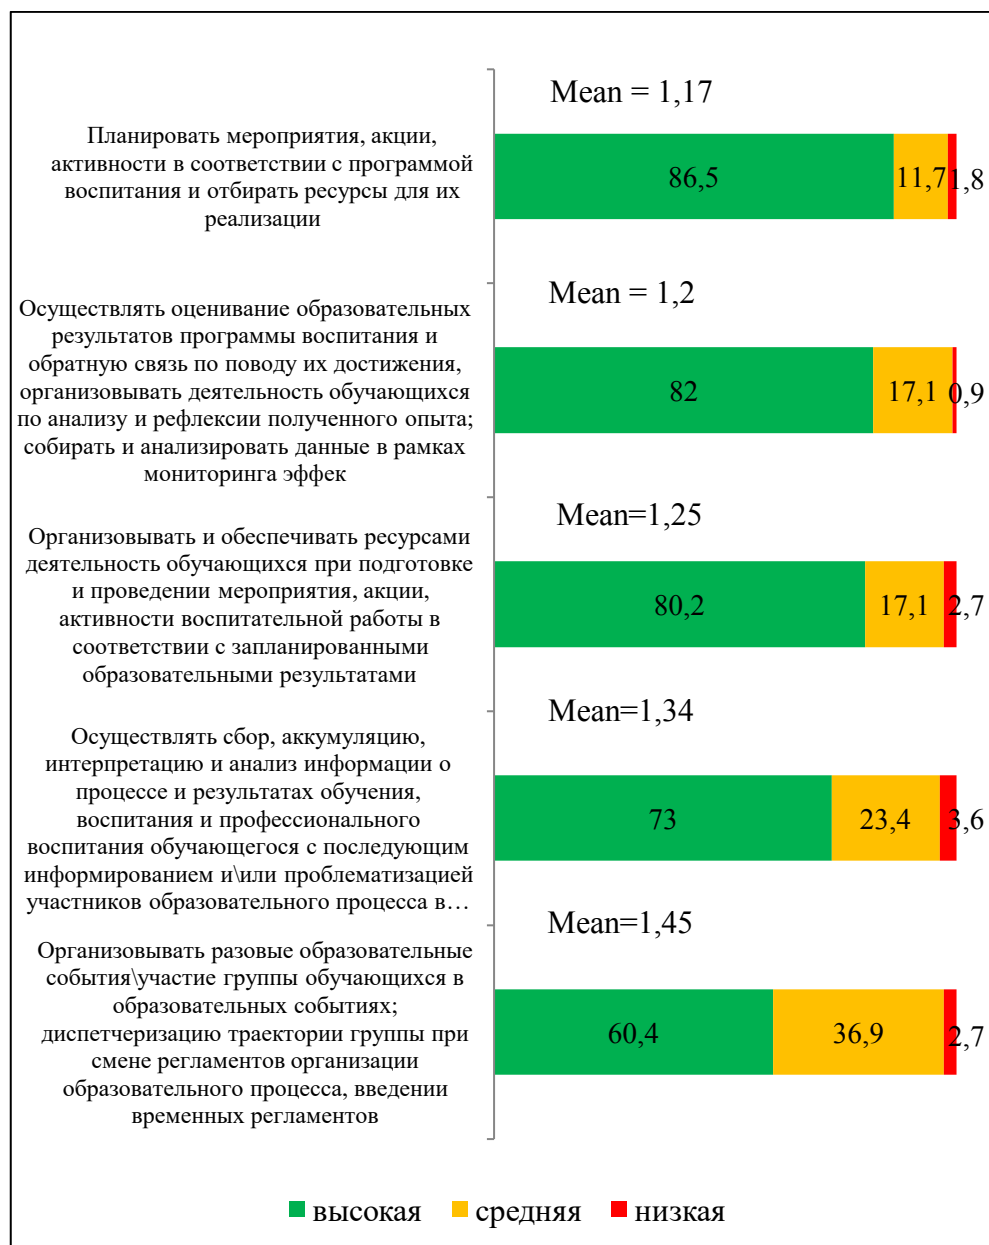 Mean = 1,17
Планировать мероприятия, акции,
активности в соответствии с программой
воспитания и отбирать ресурсы для их
реализации
86,5
11,7
1,8
Mean = 1,2
Осуществлять оценивание образовательных
результатов программы воспитания и
обратную связь по поводу их достижения,
организовывать деятельность обучающихся
по анализу и рефлексии полученного опыта;
собирать и анализировать данные в рамках
мониторинга эффек
82
17,1
0,9
Mean=1,25
Организовывать и обеспечивать ресурсами
деятельность обучающихся при подготовке
и проведении мероприятия, акции,
активности воспитательной работы в
соответствии с запланированными
образовательными результатами
80,2
17,1
2,7
Mean=1,34
Осуществлять сбор, аккумуляцию,
интерпретацию и анализ информации о
процессе и результатах обучения,
воспитания и профессионального
воспитания обучающегося с последующим
информированием и\или проблематизацией
участников образовательного процесса в…
73
23,4
3,6
Mean=1,45
Организовывать разовые образовательные
события\участие группы обучающихся в
образовательных событиях;
диспетчеризацию траектории группы при
смене регламентов организации
образовательного процесса, введении
временных регламентов
60,4
36,9
2,7
высокая
средняя
низкая